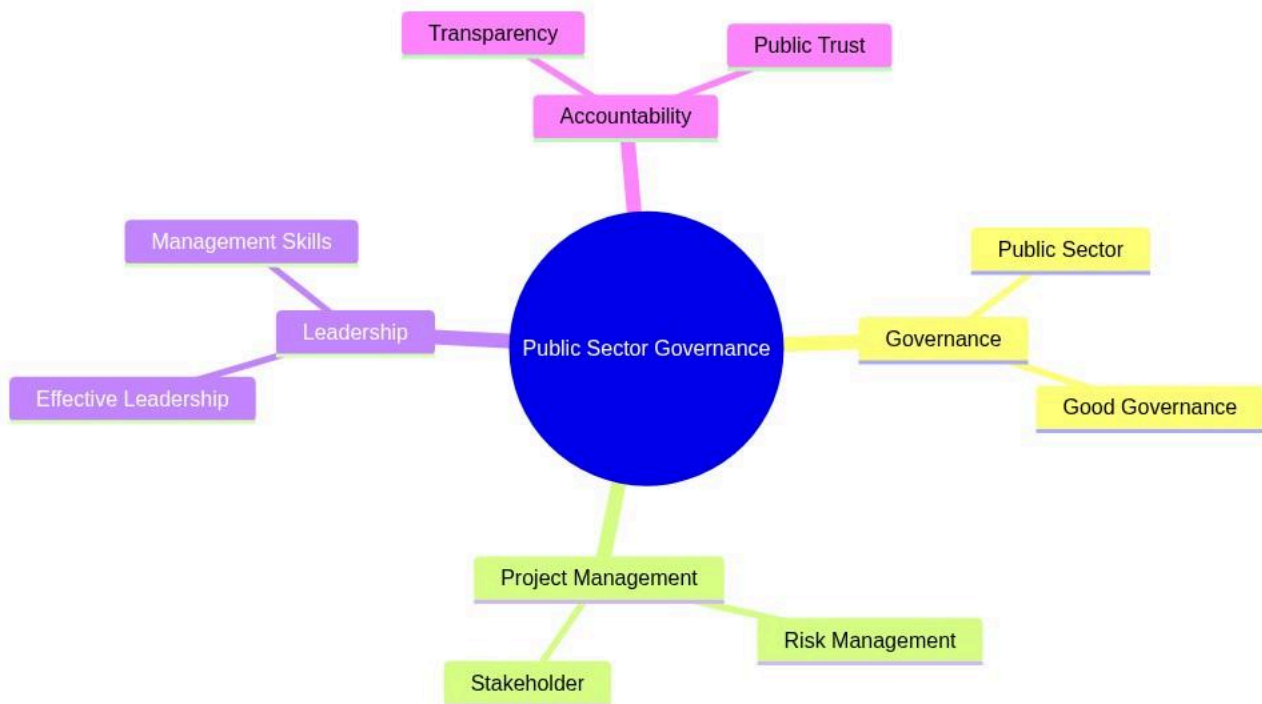 Transparency
Public Trust
Accountability
Management Skills
Public Sector
Leadership
Public Sector Governance
Governance
Effective Leadership
Good Governance
Project Management
Risk Management
Stakeholder